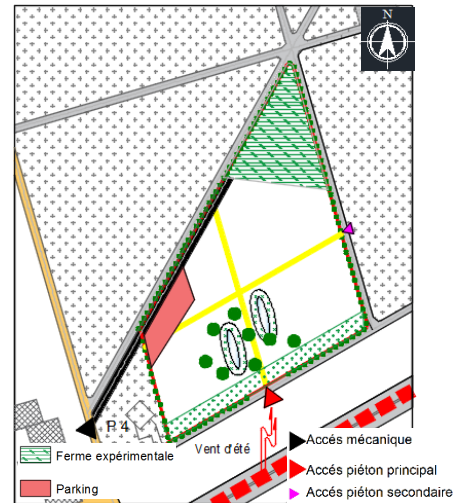 N
P 4
Vent d'été
Ferme expérimentale
Parking
Accés mécanique
Accés piéton principal
Accés piéton secondaire